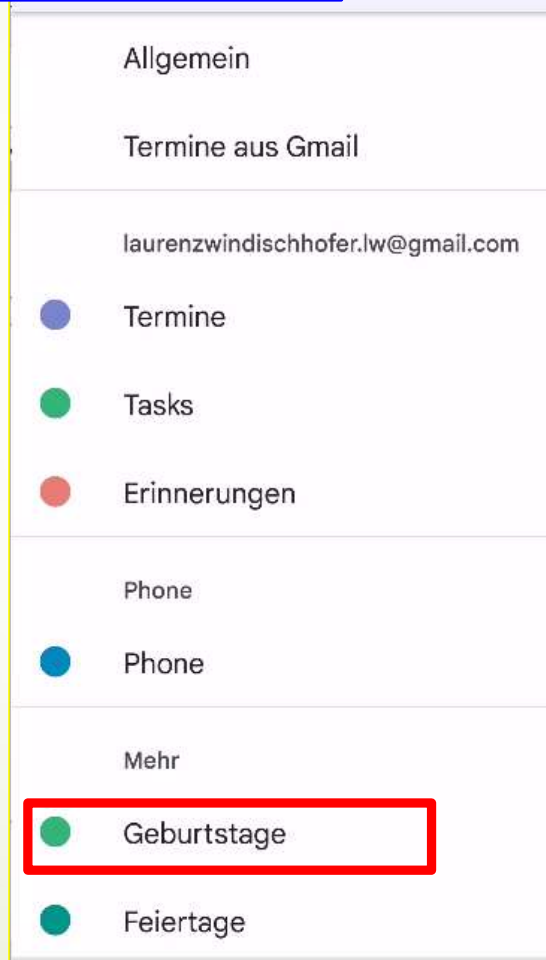 Allgemein
Termine aus Gmail
laurenzwindischhofer.lw@gmail.com
Termine
Tasks
Erinnerungen
Phone
Phone
Mehr
Geburtstage
Feiertage